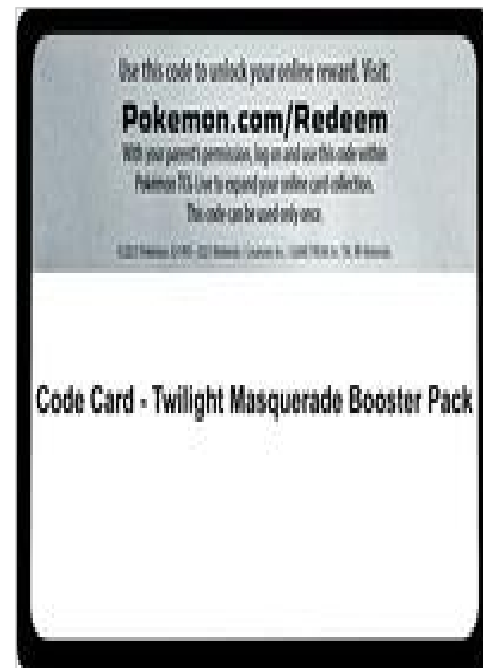 Use this code to unlock your online reward. Visit:
Pokemon.com/Redeem
With your parent's permission, log on and use this code within
Pokémon TCG Live to expand your online card collection.
This code can be used only once.
Code Card - Twilight Masquerade Booster Pack